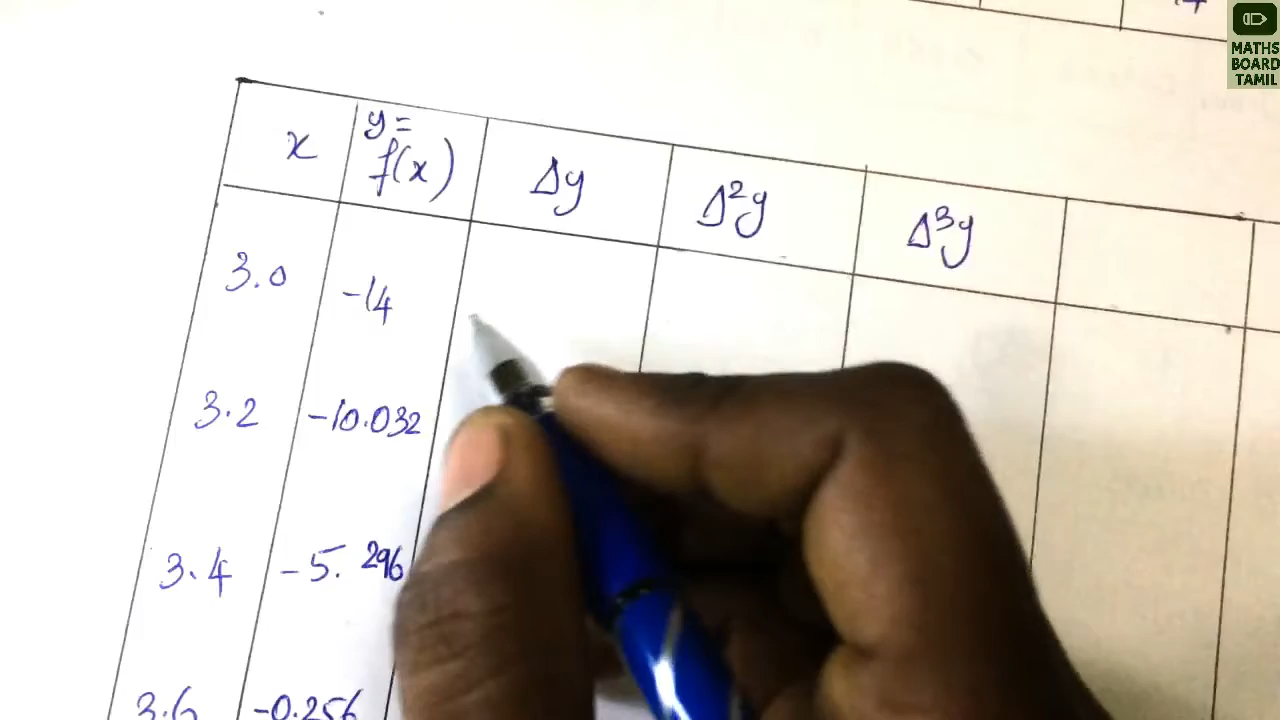 MATHS
BOARD
TAMIL
x y = f(x) Δy Δ²y Δ³y
3.0 -14
3.2 -10.032
3.4 -5.296
3.6 -0.256